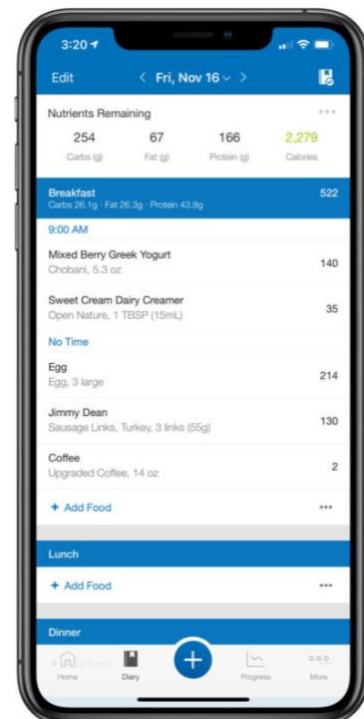 3:20
Edit
< Fri, Nov 16 >
Nutrients Remaining
254 67 166 2,279
Carbs (g) Fat (g) Protein (g) Calories
Breakfast 522
Carbs 26.1g · Fat 26.3g · Protein 43.8g
9:00 AM
Mixed Berry Greek Yogurt
Chobani, 5.3 oz 140
Sweet Cream Dairy Creamer
Open Nature, 1 TBSP (15mL) 35
No Time
Egg
Egg, 3 large 214
Jimmy Dean
Sausage Links, Turkey, 3 links (55g) 130
Coffee
Upgraded Coffee, 14 oz 2
+ Add Food
Lunch
+ Add Food
Dinner
Home Diary Progress More